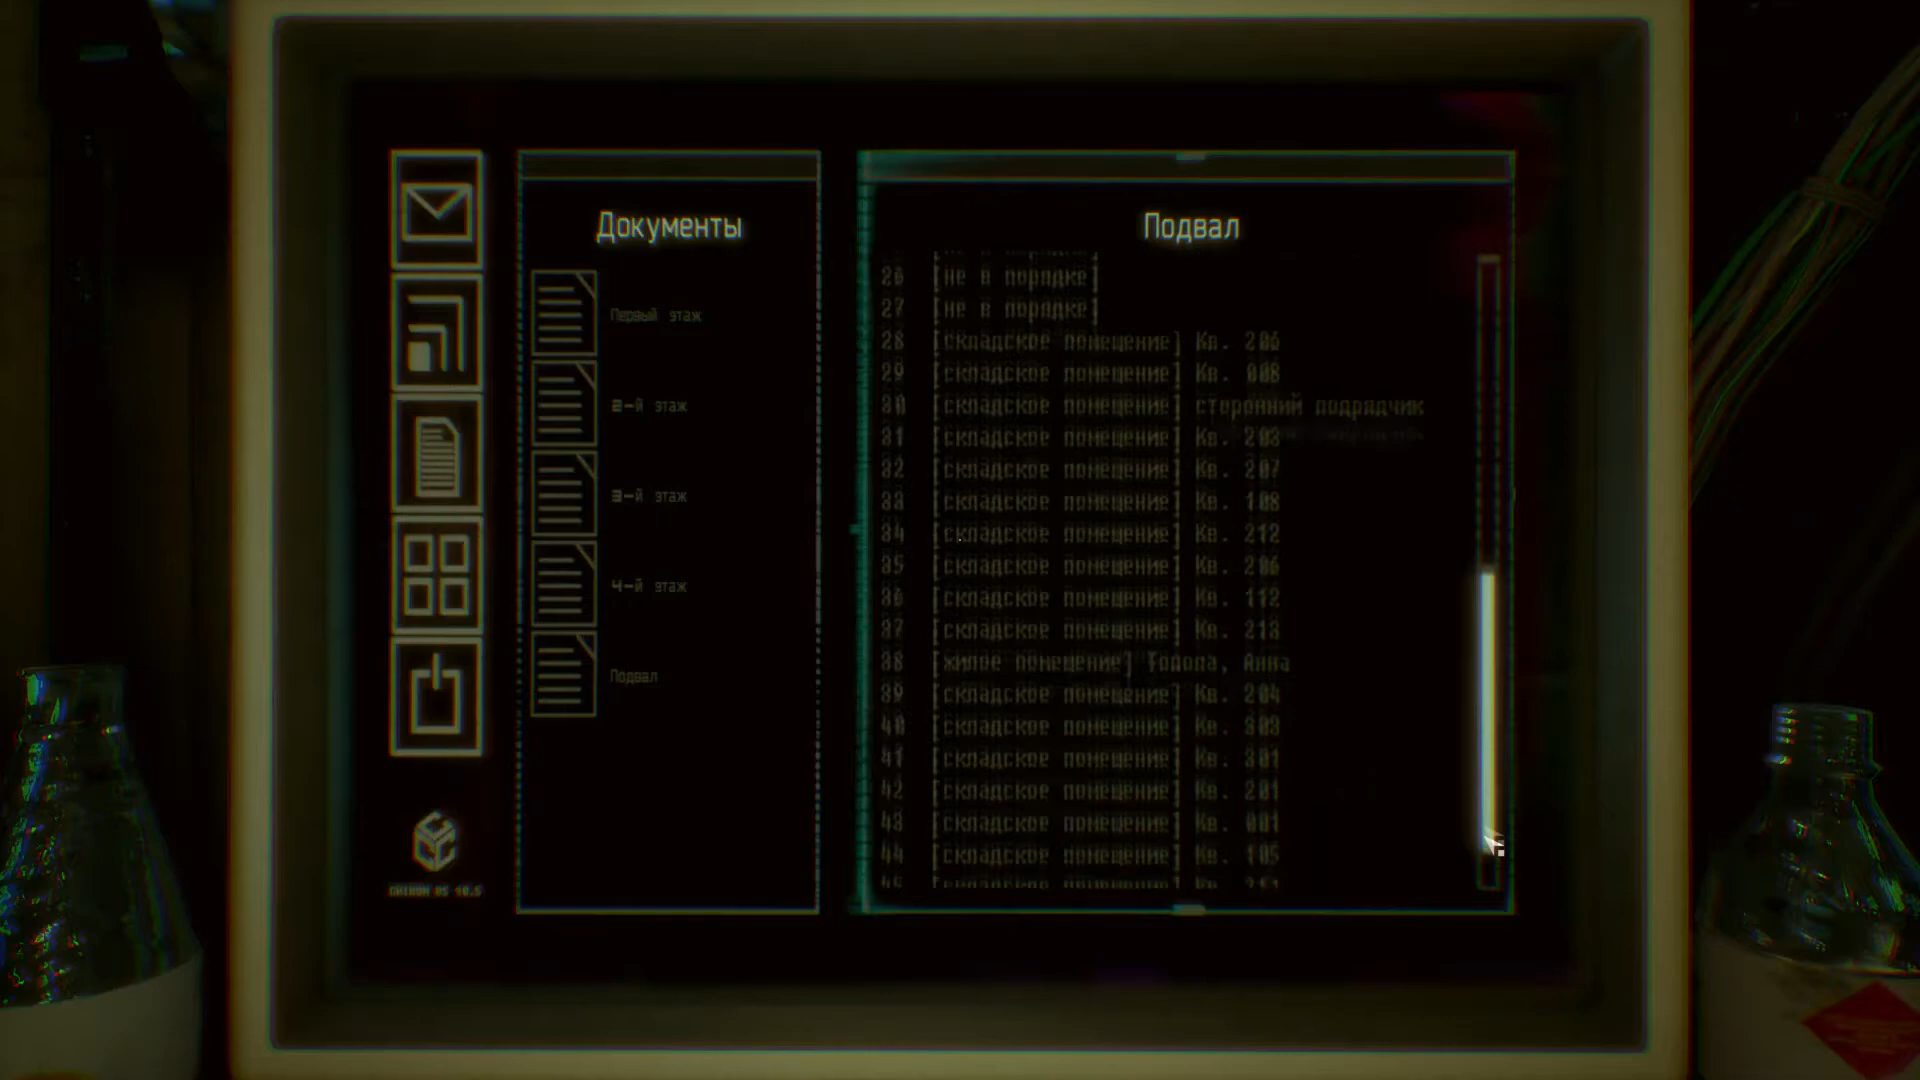 Документы
Первый этаж
2-й этаж
3-й этаж
4-й этаж
Подвал
Подвал
26 [не в порядке]
27 [не в порядке]
28 [складское помещение] Кв. 206
29 [складское помещение] Кв. 008
30 [складское помещение] сторонний подрядчик
31 [складское помещение] Кв. 203
32 [складское помещение] Кв. 207
33 [складское помещение] Кв. 108
34 [складское помещение] Кв. 212
35 [складское помещение] Кв. 206
36 [складское помещение] Кв. 112
37 [складское помещение] Кв. 213
38 [жилое помещение] Тодола, Анна
39 [складское помещение] Кв. 204
40 [складское помещение] Кв. 303
41 [складское помещение] Кв. 301
42 [складское помещение] Кв. 201
43 [складское помещение] Кв. 001
44 [складское помещение] Кв. 105